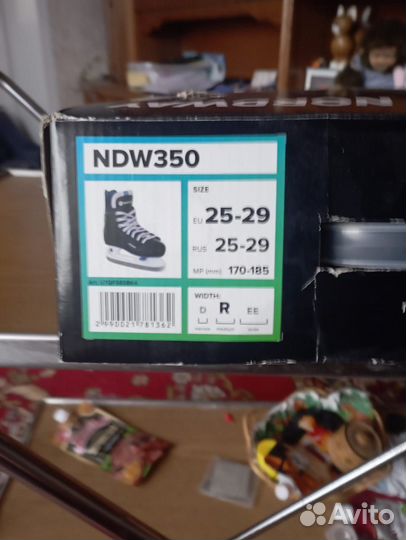 NORDWAY
NDW350
SIZE
EU 25-29
RUS 25-29
MP (mm) 170-185
WIDTH:
D R EE
Avito